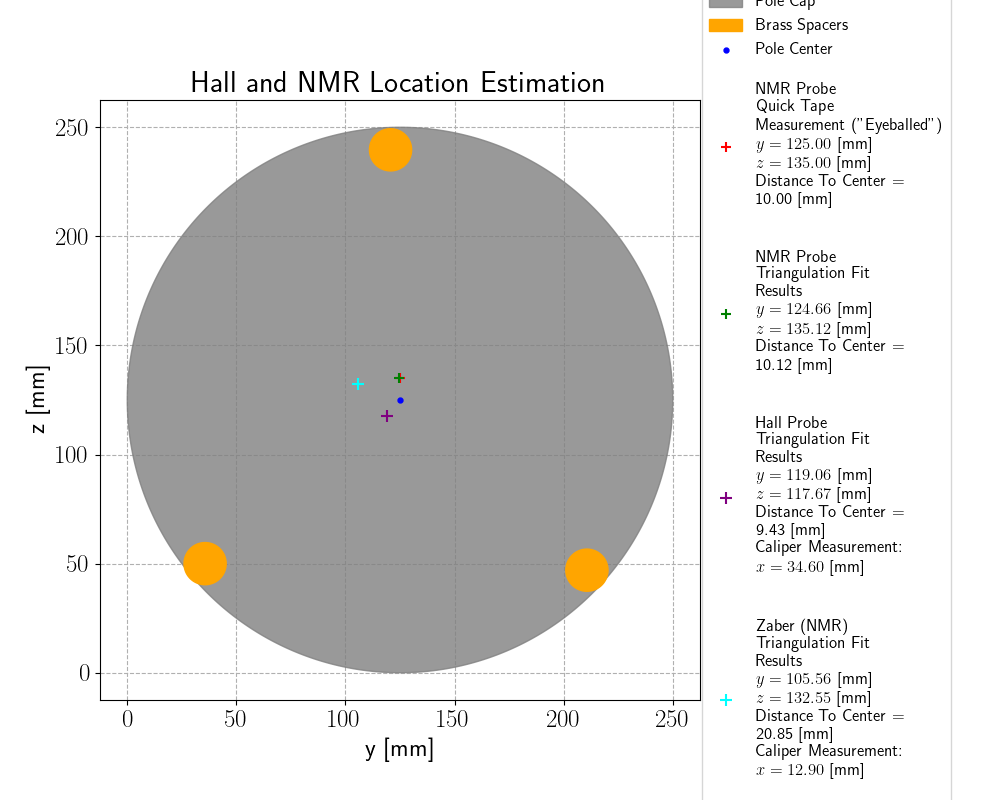 Pole Cap
Brass Spacers
Pole Center
Hall and NMR Location Estimation
NMR Probe
Quick Tape
Measurement ("Eyeballed")
y = 125.00 [mm]
z = 135.00 [mm]
Distance To Center =
10.00 [mm]
NMR Probe
Triangulation Fit
Results
y = 124.66 [mm]
z = 135.12 [mm]
Distance To Center =
10.12 [mm]
Hall Probe
Triangulation Fit
Results
y = 119.06 [mm]
z = 117.67 [mm]
Distance To Center =
9.43 [mm]
Caliper Measurement:
x = 34.60 [mm]
Zaber (NMR)
Triangulation Fit
Results
y = 105.56 [mm]
z = 132.55 [mm]
Distance To Center =
20.85 [mm]
Caliper Measurement:
x = 12.90 [mm]
z [mm]
250
200
150
100
50
0
0 50 100 150 200 250
y [mm]